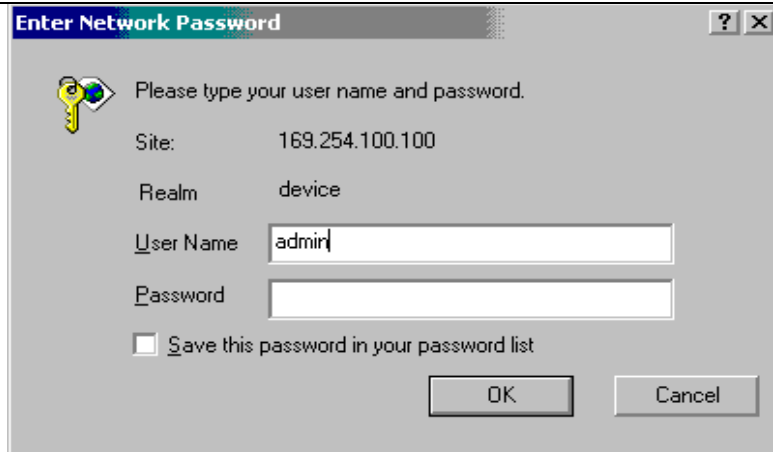 Enter Network Password
? X
Please type your user name and password.
Site: 169.254.100.100
Realm device
User Name admin
Password
Save this password in your password list
OK Cancel